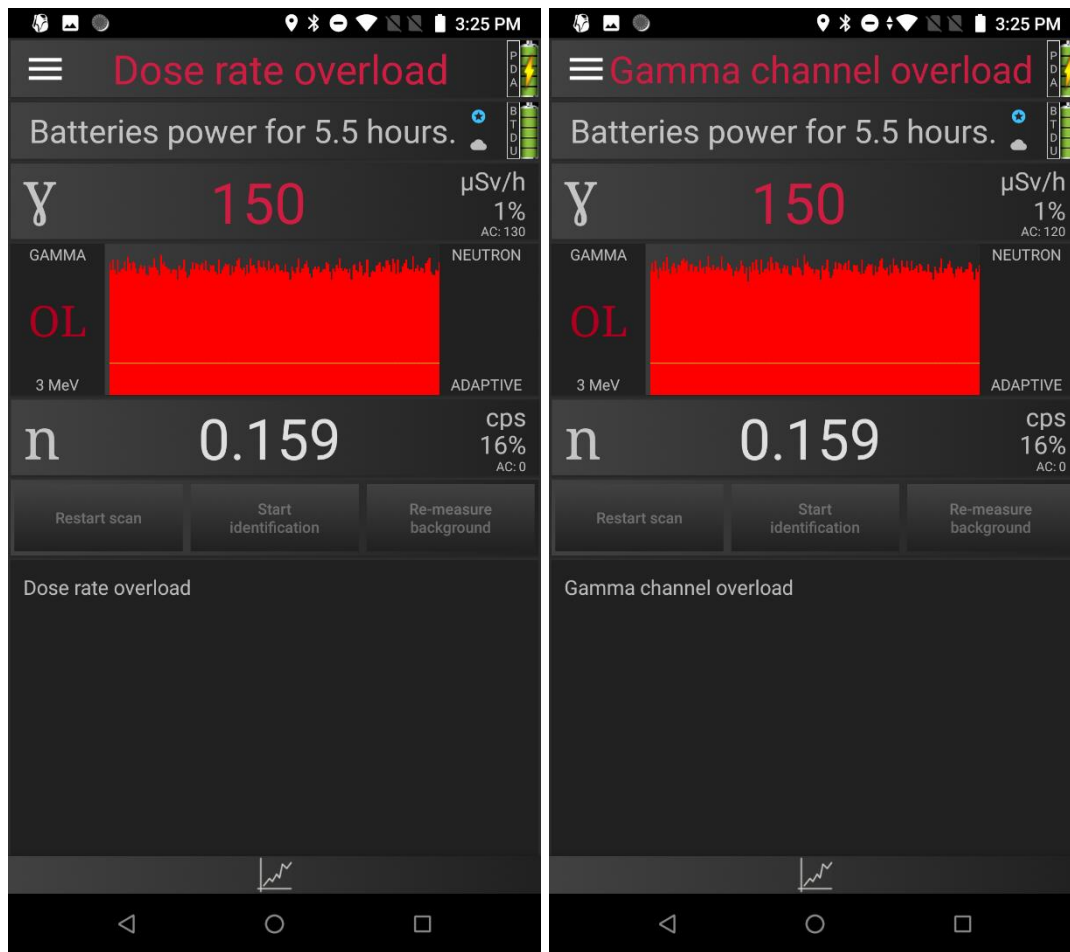 3:25 PM
Dose rate overload
PDA
Batteries power for 5.5 hours.
BTDU
γ 150 µSv/h
1%
AC: 130
GAMMA
NEUTRON
OL
3 MeV
ADAPTIVE
n 0.159 cps
16%
AC: 0
Restart scan
Start
identification
Re-measure
background
Dose rate overload
3:25 PM
Gamma channel overload
PDA
Batteries power for 5.5 hours.
BTDU
γ 150 µSv/h
1%
AC: 120
GAMMA
NEUTRON
OL
3 MeV
ADAPTIVE
n 0.159 cps
16%
AC: 0
Restart scan
Start
identification
Re-measure
background
Gamma channel overload